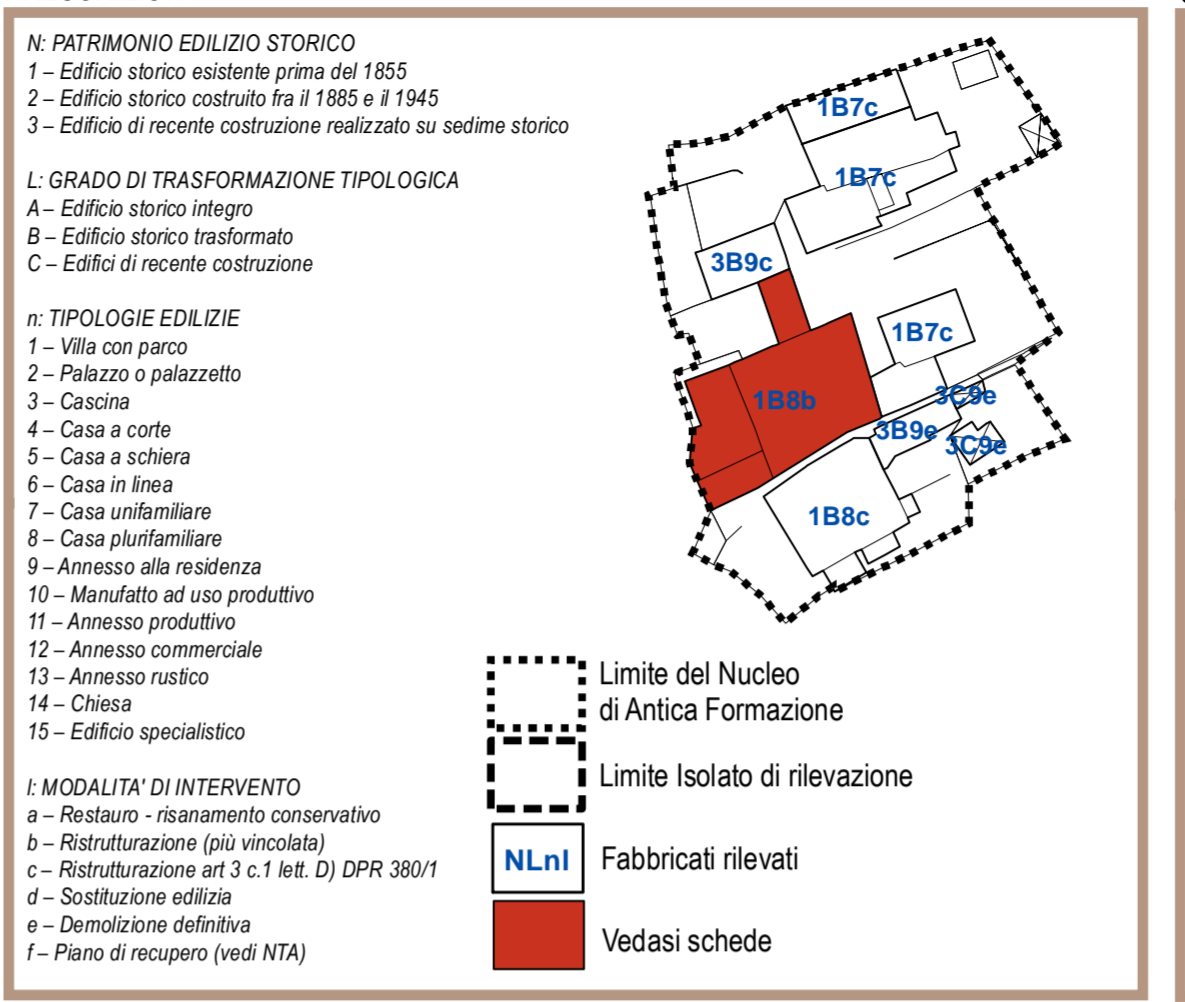 N: PATRIMONIO EDILIZIO STORICO
1 – Edificio storico esistente prima del 1855
2 – Edificio storico costruito fra il 1885 e il 1945
3 – Edificio di recente costruzione realizzato su sedime storico
L: GRADO DI TRASFORMAZIONE TIPOLOGICA
A – Edificio storico integro
B – Edificio storico trasformato
C – Edifici di recente costruzione
n: TIPOLOGIE EDILIZIE
1 – Villa con parco
2 – Palazzo o palazzetto
3 – Cascina
4 – Casa a corte
5 – Casa a schiera
6 – Casa in linea
7 – Casa unifamiliare
8 – Casa plurifamiliare
9 – Annesso alla residenza
10 – Manufatto ad uso produttivo
11 – Annesso produttivo
12 – Annesso commerciale
13 – Annesso rustico
14 – Chiesa
15 – Edificio specialistico
l: MODALITA' DI INTERVENTO
a – Restauro - risanamento conservativo
b – Ristrutturazione (più vincolata)
c – Ristrutturazione art 3 c.1 lett. D) DPR 380/1
d – Sostituzione edilizia
e – Demolizione definitiva
f – Piano di recupero (vedi NTA)
1B7c
1B7c
3B9c
1B7c
1B8b
3C9e
3B9e
3C9e
1B8c
Limite del Nucleo
di Antica Formazione
Limite Isolato di rilevazione
NLnl
Fabbricati rilevati
Vedasi schede